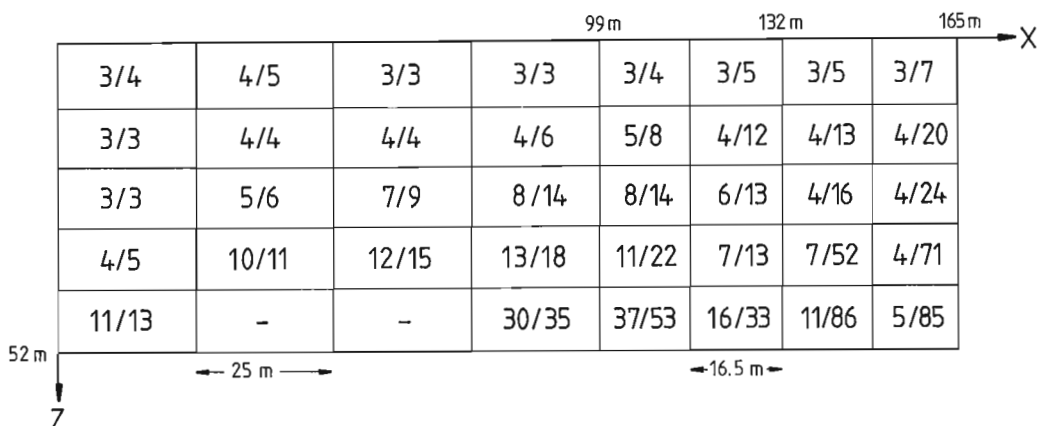 99 m 132 m 165 m
X
3/4 4/5 3/3 3/3 3/4 3/5 3/5 3/7
3/3 4/4 4/4 4/6 5/8 4/12 4/13 4/20
3/3 5/6 7/9 8/14 8/14 6/13 4/16 4/24
4/5 10/11 12/15 13/18 11/22 7/13 7/52 4/71
11/13 - - 30/35 37/53 16/33 11/86 5/85
52 m
25 m 16.5 m
Z